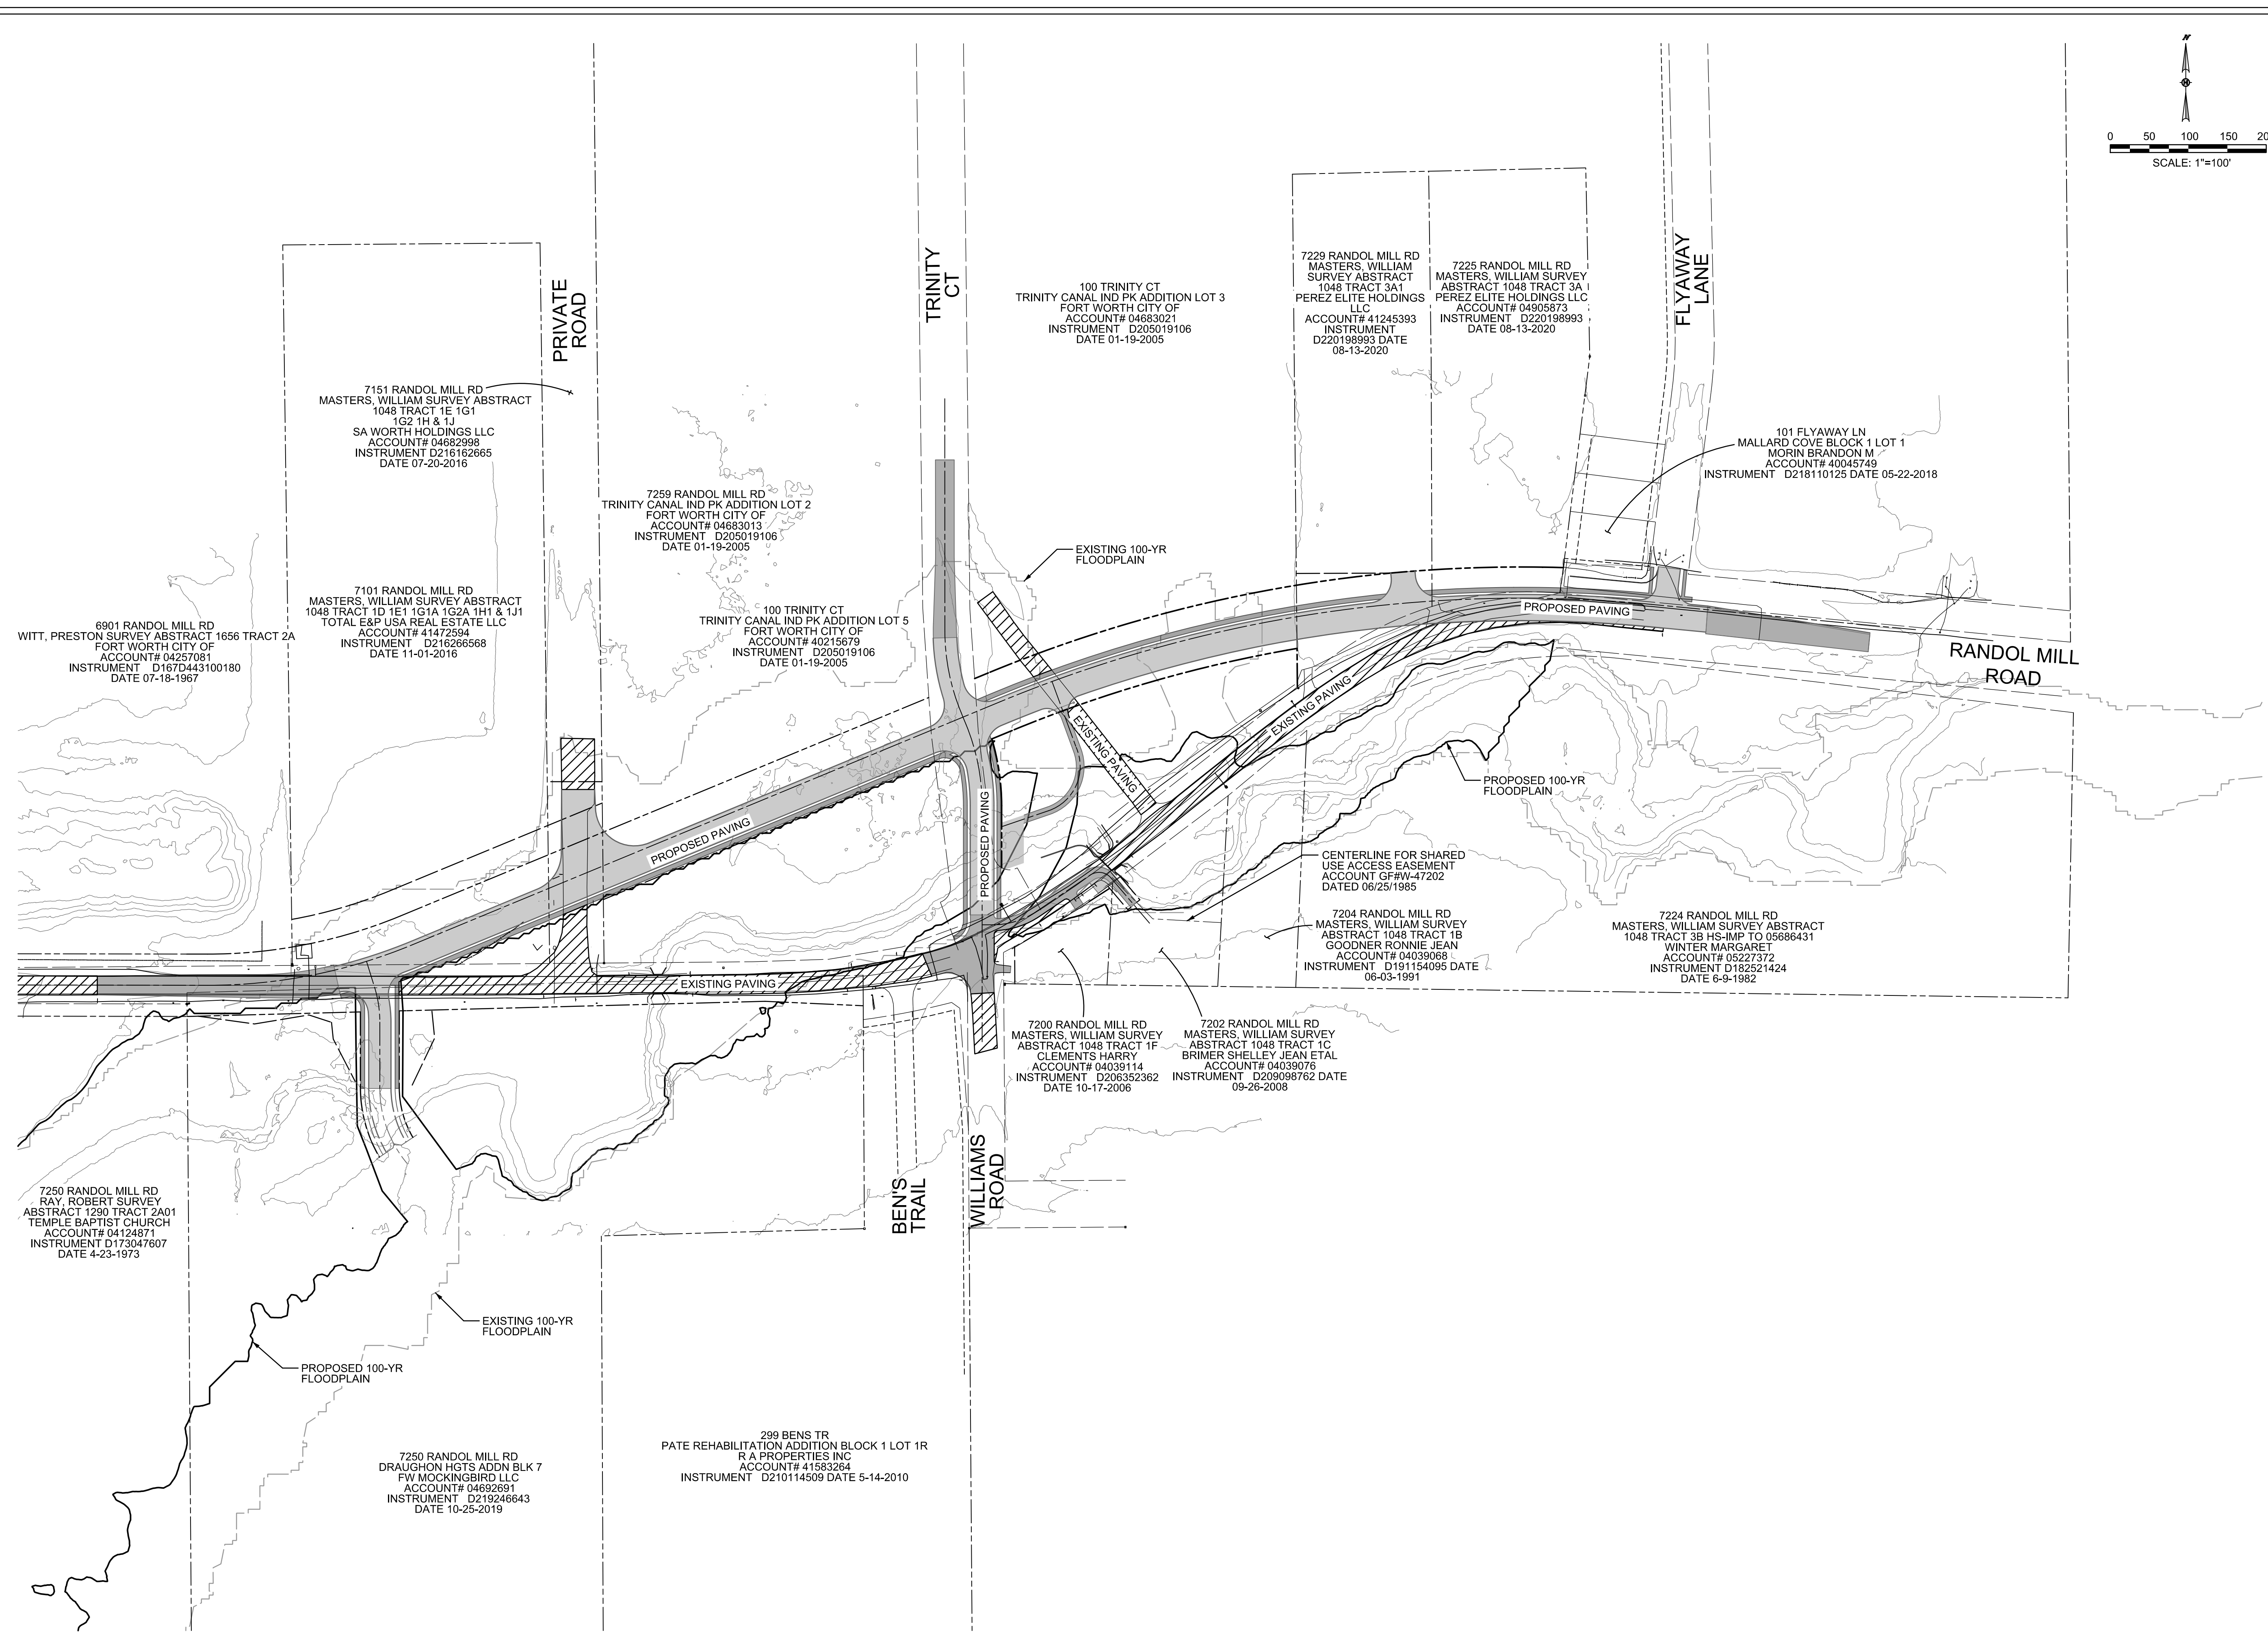 N
0 50 100 150
SCALE: 1"=100'
PRIVATE
ROAD
TRINITY
CT
FLYAWAY
LANE
100 TRINITY CT
TRINITY CANAL IND PK ADDITION LOT 3
FORT WORTH CITY OF
ACCOUNT# 04683021
INSTRUMENT D205019106
DATE 01-19-2005
7229 RANDOL MILL RD
MASTERS, WILLIAM
SURVEY ABSTRACT
1048 TRACT 3A1
PEREZ ELITE HOLDINGS
LLC
ACCOUNT# 41245393
INSTRUMENT
D220198993 DATE
08-13-2020
7225 RANDOL MILL RD
MASTERS, WILLIAM SURVEY
ABSTRACT 1048 TRACT 3A
PEREZ ELITE HOLDINGS LLC
ACCOUNT# 04905873
INSTRUMENT D220198993
DATE 08-13-2020
7151 RANDOL MILL RD
MASTERS, WILLIAM SURVEY ABSTRACT
1048 TRACT 1E 1G1
1G2 1H & 1J
SA WORTH HOLDINGS LLC
ACCOUNT# 04682998
INSTRUMENT D216162665
DATE 07-20-2016
101 FLYAWAY LN
MALLARD COVE BLOCK 1 LOT 1
MORIN BRANDON M
ACCOUNT# 40045749
INSTRUMENT D218110125 DATE 05-22-2018
7259 RANDOL MILL RD
TRINITY CANAL IND PK ADDITION LOT 2
FORT WORTH CITY OF
ACCOUNT# 04683013
INSTRUMENT D205019106
DATE 01-19-2005
EXISTING 100-YR
FLOODPLAIN
7101 RANDOL MILL RD
MASTERS, WILLIAM SURVEY ABSTRACT
1048 TRACT 1D 1E1 1G1A 1G2A 1H1 & 1J1
TOTAL E&P USA REAL ESTATE LLC
ACCOUNT# 41472594
INSTRUMENT D216266568
DATE 11-01-2016
100 TRINITY CT
TRINITY CANAL IND PK ADDITION LOT 5
FORT WORTH CITY OF
ACCOUNT# 40215679
INSTRUMENT D205019106
DATE 01-19-2005
6901 RANDOL MILL RD
WITT, PRESTON SURVEY ABSTRACT 1656 TRACT 2A
FORT WORTH CITY OF
ACCOUNT# 04257081
INSTRUMENT D167D443100180
DATE 07-18-1967
PROPOSED PAVING
RANDOL MILL
ROAD
EXISTING PAVING
EXISTING PAVING
PROPOSED 100-YR
FLOODPLAIN
PROPOSED PAVING
PROPOSED PAVING
CENTERLINE FOR SHARED
USE ACCESS EASEMENT
ACCOUNT GF#W-47202
DATED 06/25/1985
7204 RANDOL MILL RD
MASTERS, WILLIAM SURVEY
ABSTRACT 1048 TRACT 1B
GOODNER RONNIE JEAN
ACCOUNT# 04039068
INSTRUMENT D191154095 DATE
06-03-1991
7224 RANDOL MILL RD
MASTERS, WILLIAM SURVEY ABSTRACT
1048 TRACT 3B HS-IMP TO 05686431
WINTER MARGARET
ACCOUNT# 05227372
INSTRUMENT D182521424
DATE 6-9-1982
EXISTING PAVING
7200 RANDOL MILL RD
MASTERS, WILLIAM SURVEY
ABSTRACT 1048 TRACT 1F
CLEMENTS HARRY
ACCOUNT# 04039114
INSTRUMENT D206352362
DATE 10-17-2006
7202 RANDOL MILL RD
MASTERS, WILLIAM SURVEY
ABSTRACT 1048 TRACT 1C
BRIMER SHELLEY JEAN ETAL
ACCOUNT# 04039076
INSTRUMENT D209098762 DATE
09-26-2008
BEN'S
TRAIL
WILLIAMS
ROAD
7250 RANDOL MILL RD
RAY, ROBERT SURVEY
ABSTRACT 1290 TRACT 2A01
TEMPLE BAPTIST CHURCH
ACCOUNT# 04124871
INSTRUMENT D173047607
DATE 4-23-1973
EXISTING 100-YR
FLOODPLAIN
PROPOSED 100-YR
FLOODPLAIN
7250 RANDOL MILL RD
DRAUGHON HGTS ADDN BLK 7
FW MOCKINGBIRD LLC
ACCOUNT# 04692691
INSTRUMENT D219246643
DATE 10-25-2019
299 BENS TR
PATE REHABILITATION ADDITION BLOCK 1 LOT 1R
R A PROPERTIES INC
ACCOUNT# 41583264
INSTRUMENT D210114509 DATE 5-14-2010